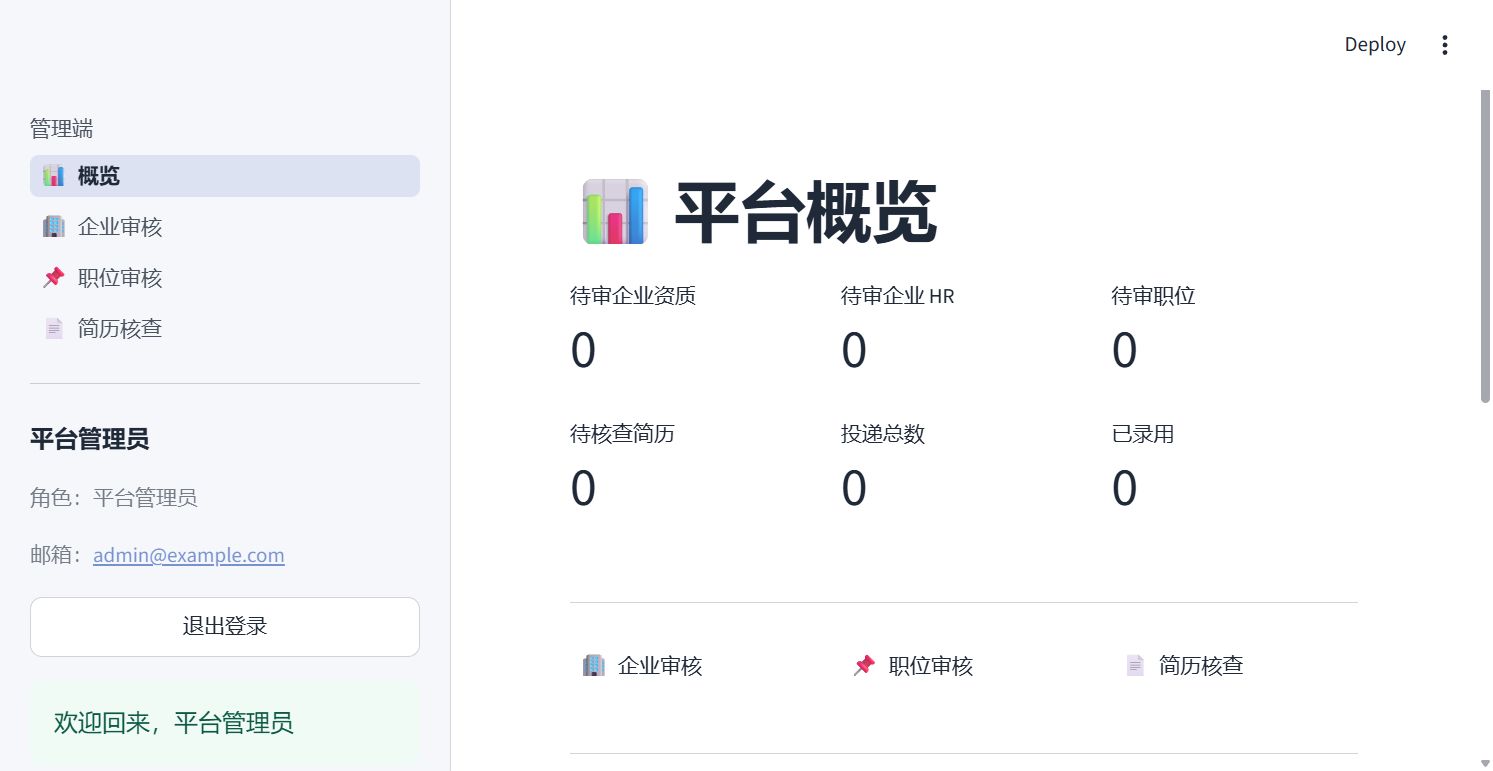 Deploy
管理端
概览
企业审核
职位审核
简历核查
平台管理员
角色：平台管理员
邮箱：admin@example.com
退出登录
欢迎回来，平台管理员
平台概览
待审企业资质
待审企业 HR
待审职位
0
0
0
待核查简历
投递总数
已录用
0
0
0
企业审核
职位审核
简历核查